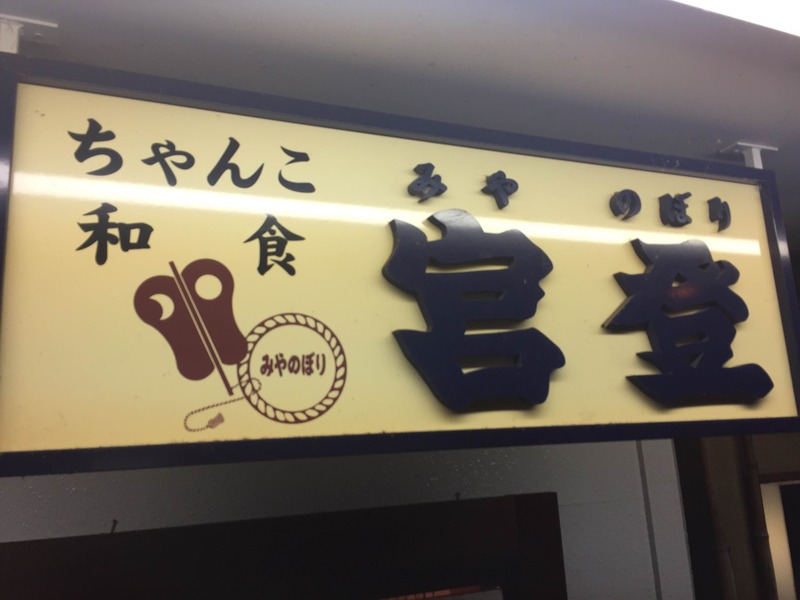 ちゃんこ
和食
みやのぼり
みや のぼり
宮登